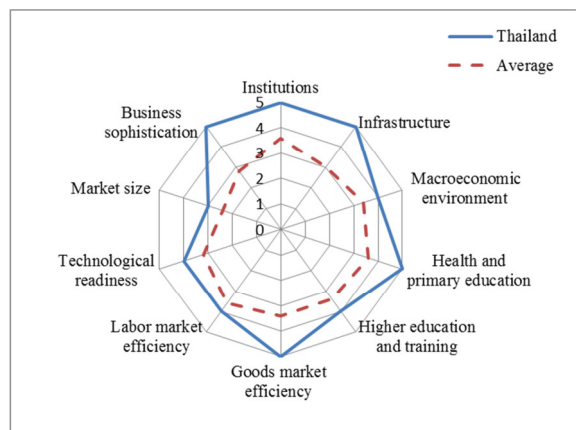 Thailand
Average
Institutions
Infrastructure
Macroeconomic
environment
Health and
primary education
Higher education
and training
Goods market
efficiency
Labor market
efficiency
Technological
readiness
Market size
Business
sophistication
5
4
3
2
1
0